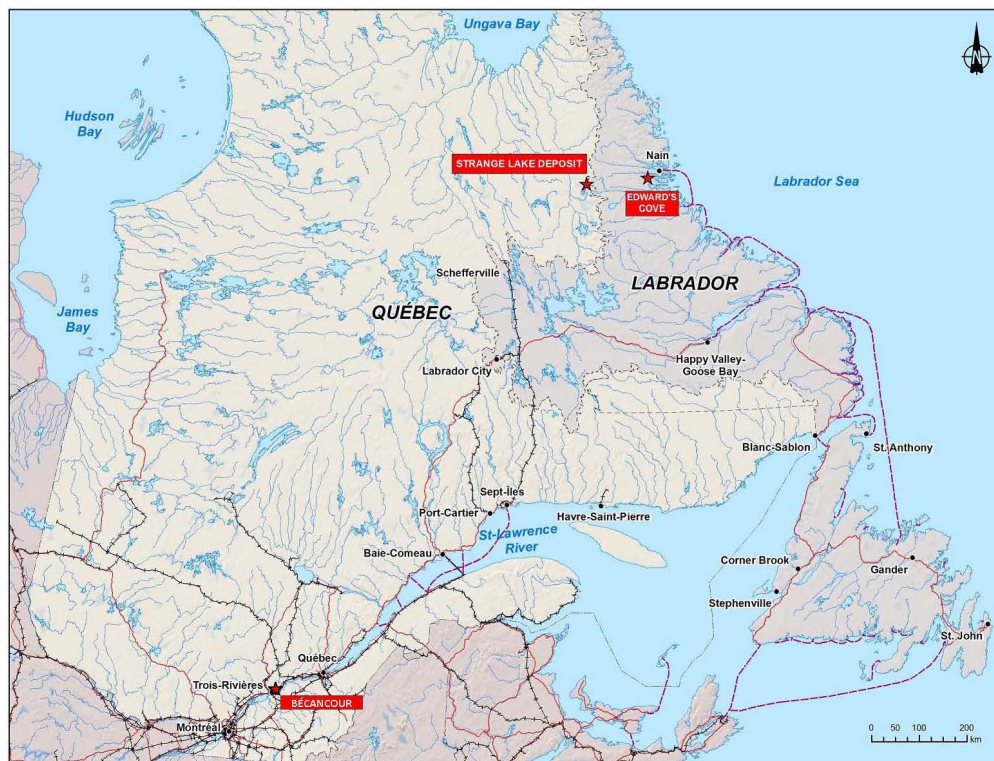 Ungava Bay
N
Hudson
Bay
STRANGE LAKE DEPOSIT
Nain
Labrador Sea
EDWARD'S
COVE
Schefferville
LABRADOR
QUÉBEC
James
Bay
Happy Valley-
Goose Bay
Labrador City
Blanc-Sablon
St. Anthony
Sept-Îles
Port-Cartier
Havre-Saint-Pierre
St-Lawrence
River
Baie-Comeau
Corner Brook
Gander
Stephenville
St. John
Québec
Trois-Rivières
BÉCANCOUR
Montréal
0 50 100 200
km